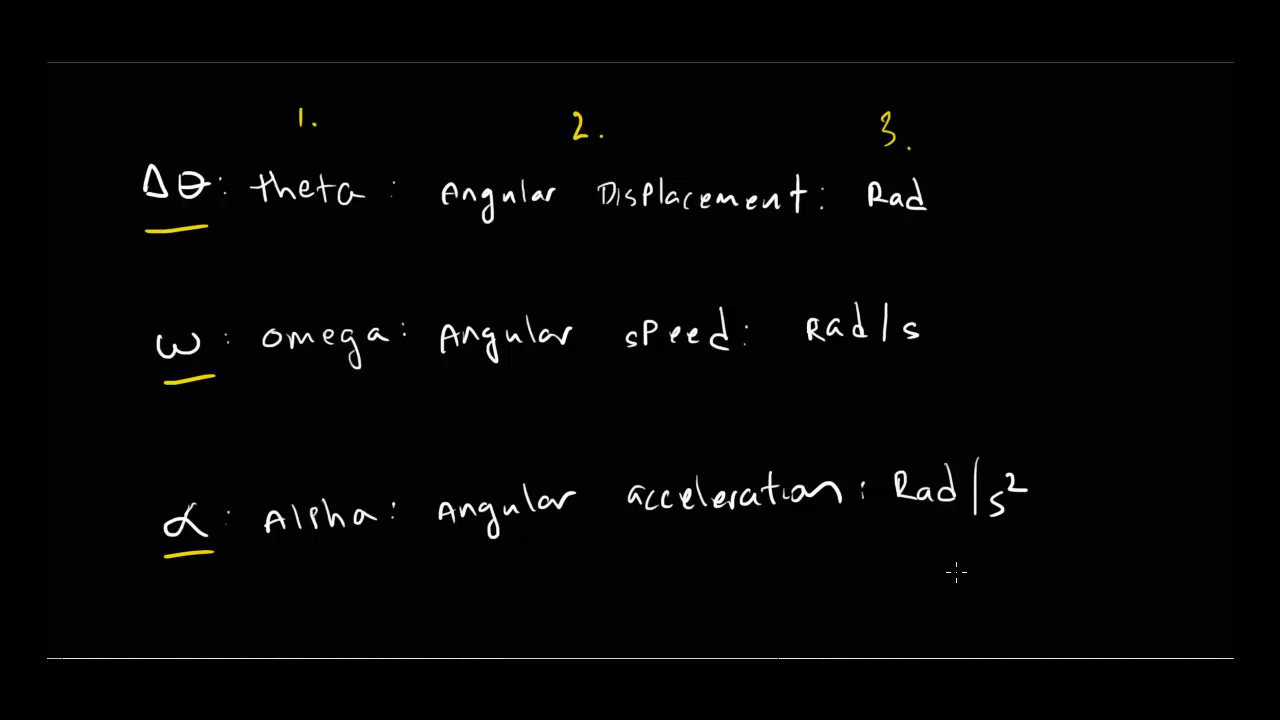 1. 2. 3.
Δθ: theta: Angular Displacement: Rad
ω: omega: Angular speed: Rad/s
α: Alpha: Angular acceleration: Rad/s²